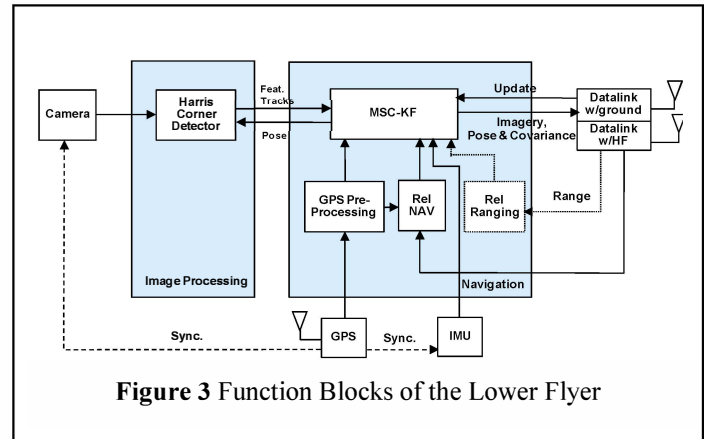 Camera
Harris
Corner
Detector
Image Processing
Feat.
Tracks
Pose
MSC-KF
GPS Pre-
Processing
Rel
NAV
Rel
Ranging
Navigation
Update
Imagery,
Pose & Covariance
Range
Datalink
w/ground
Datalink
w/HF
Sync.
GPS
Sync.
IMU
Figure 3 Function Blocks of the Lower Flyer